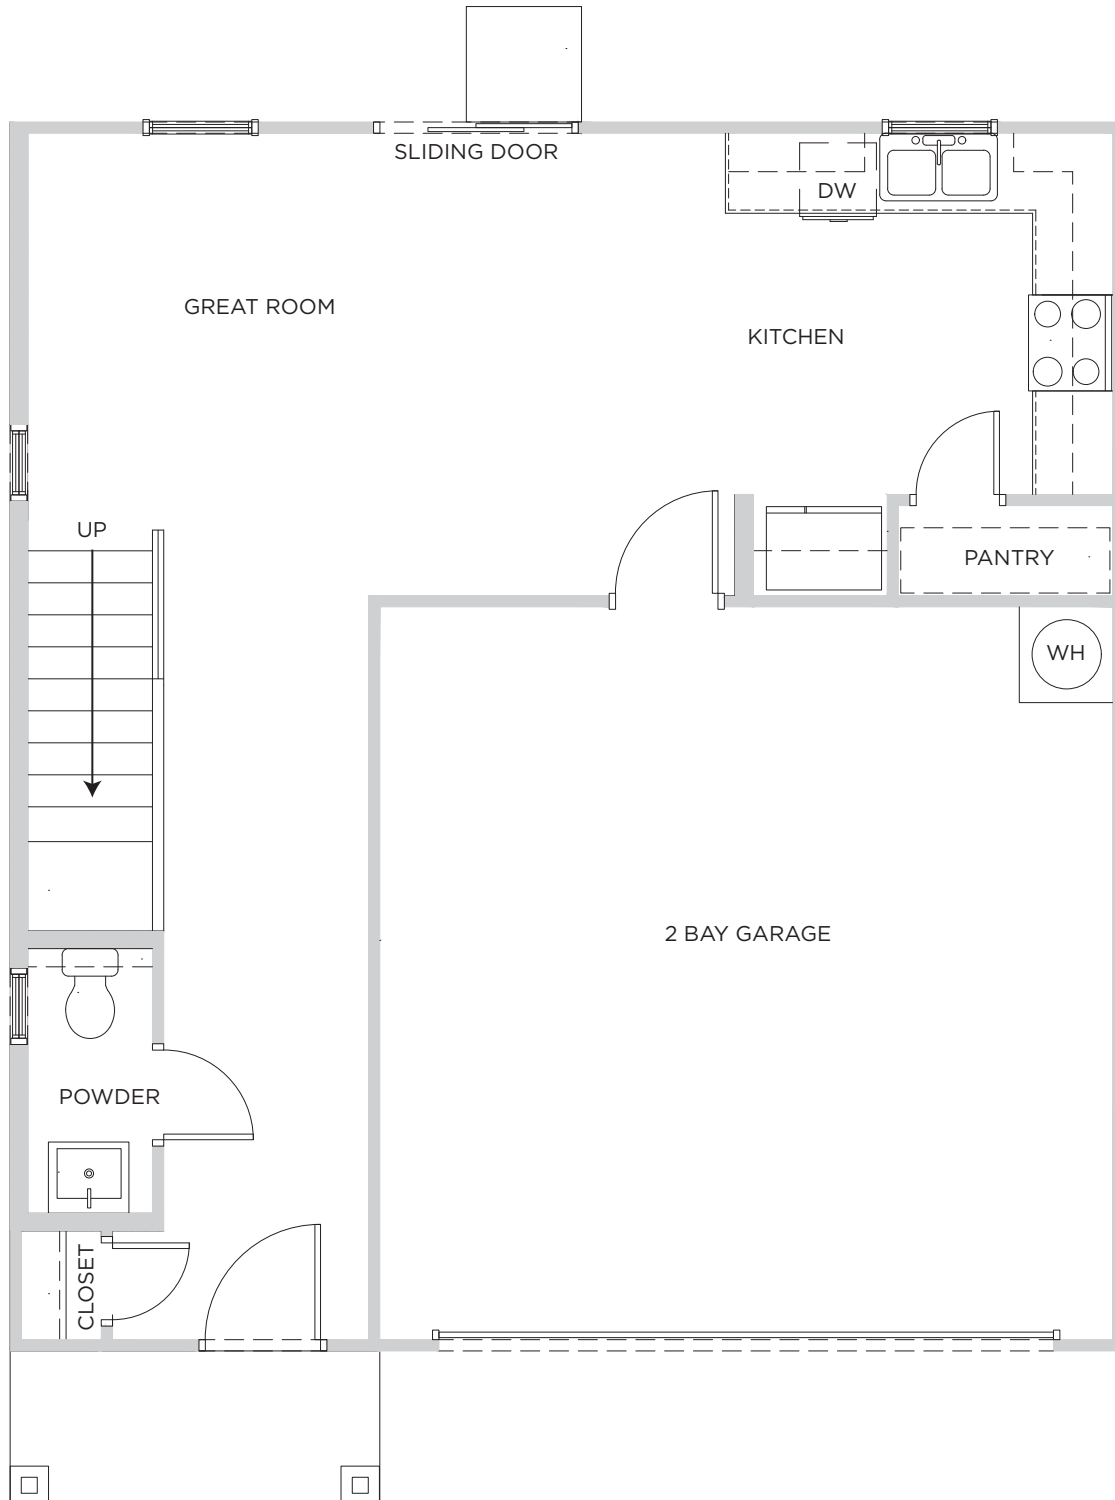 SLIDING DOOR
DW
GREAT ROOM
KITCHEN
UP
PANTRY
WH
2 BAY GARAGE
POWDER
CLOSET